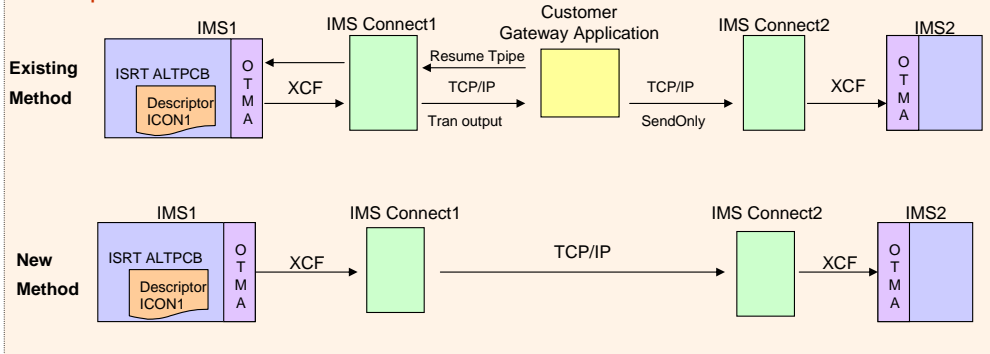 Existing
Method
IMS1
ISRT ALTPCB
Descriptor
ICON1
O
T
M
A
XCF
IMS Connect1
Resume Tpipe
TCP/IP
Tran output
Customer
Gateway Application
TCP/IP
SendOnly
IMS Connect2
XCF
IMS2
O
T
M
A
New
Method
IMS1
ISRT ALTPCB
Descriptor
ICON1
O
T
M
A
XCF
IMS Connect1
TCP/IP
IMS Connect2
XCF
IMS2
O
T
M
A